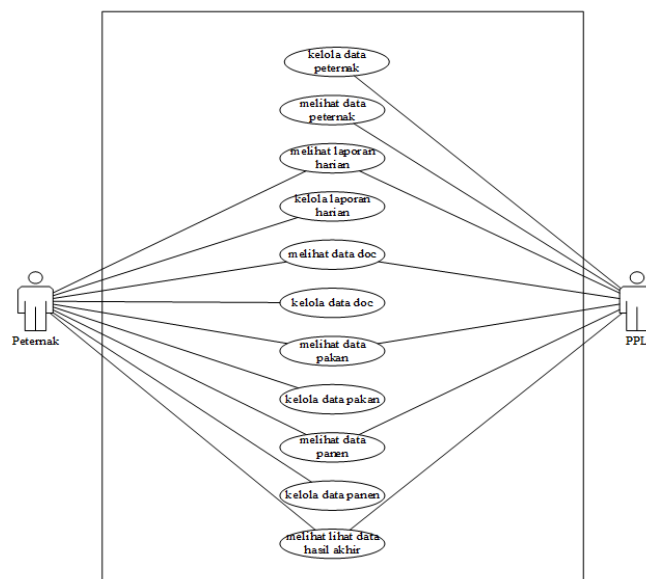 kelola data
peternak
melihat data
peternak
melihat laporan
harian
kelola laporan
harian
melihat data doc
kelola data doc
melihat data
pakan
kelola data pakan
melihat data
panen
kelola data panen
melihat lihat data
hasil akhir
Peternak
PPL